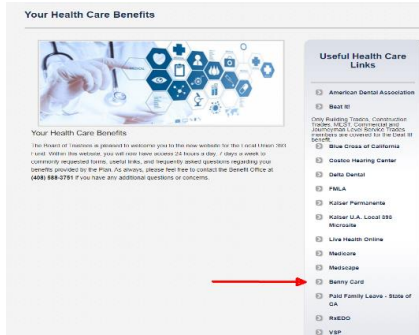 Your Health Care Benefits
Your Health Care Benefits
The Board of Trustees is pleased to welcome you to the new website for the Local Union 393
Fund. Within this website, you will now have access 24 hours a day, 7 days a week to
commonly requested forms, useful links, and frequently asked questions regarding your
benefits provided by the Plan. As always, please feel free to contact the Benefit Office at
(408) 588-3751 if you have any additional questions or concerns.
Useful Health Care
Links
American Dental Association
Beat It!
Only Building Trades, Construction
Trades, MCST, Commercial and
Journeyman Level Service Trades
members are covered for the Beat It!
benefit.
Blue Cross of California
Costco Hearing Center
Delta Dental
FMLA
Kaiser Permanente
Kaiser U.A. Local 393
Microsite
Live Health Online
Medicare
Medscape
Benny Card
Paid Family Leave - State of
CA
RxEDO
VSP